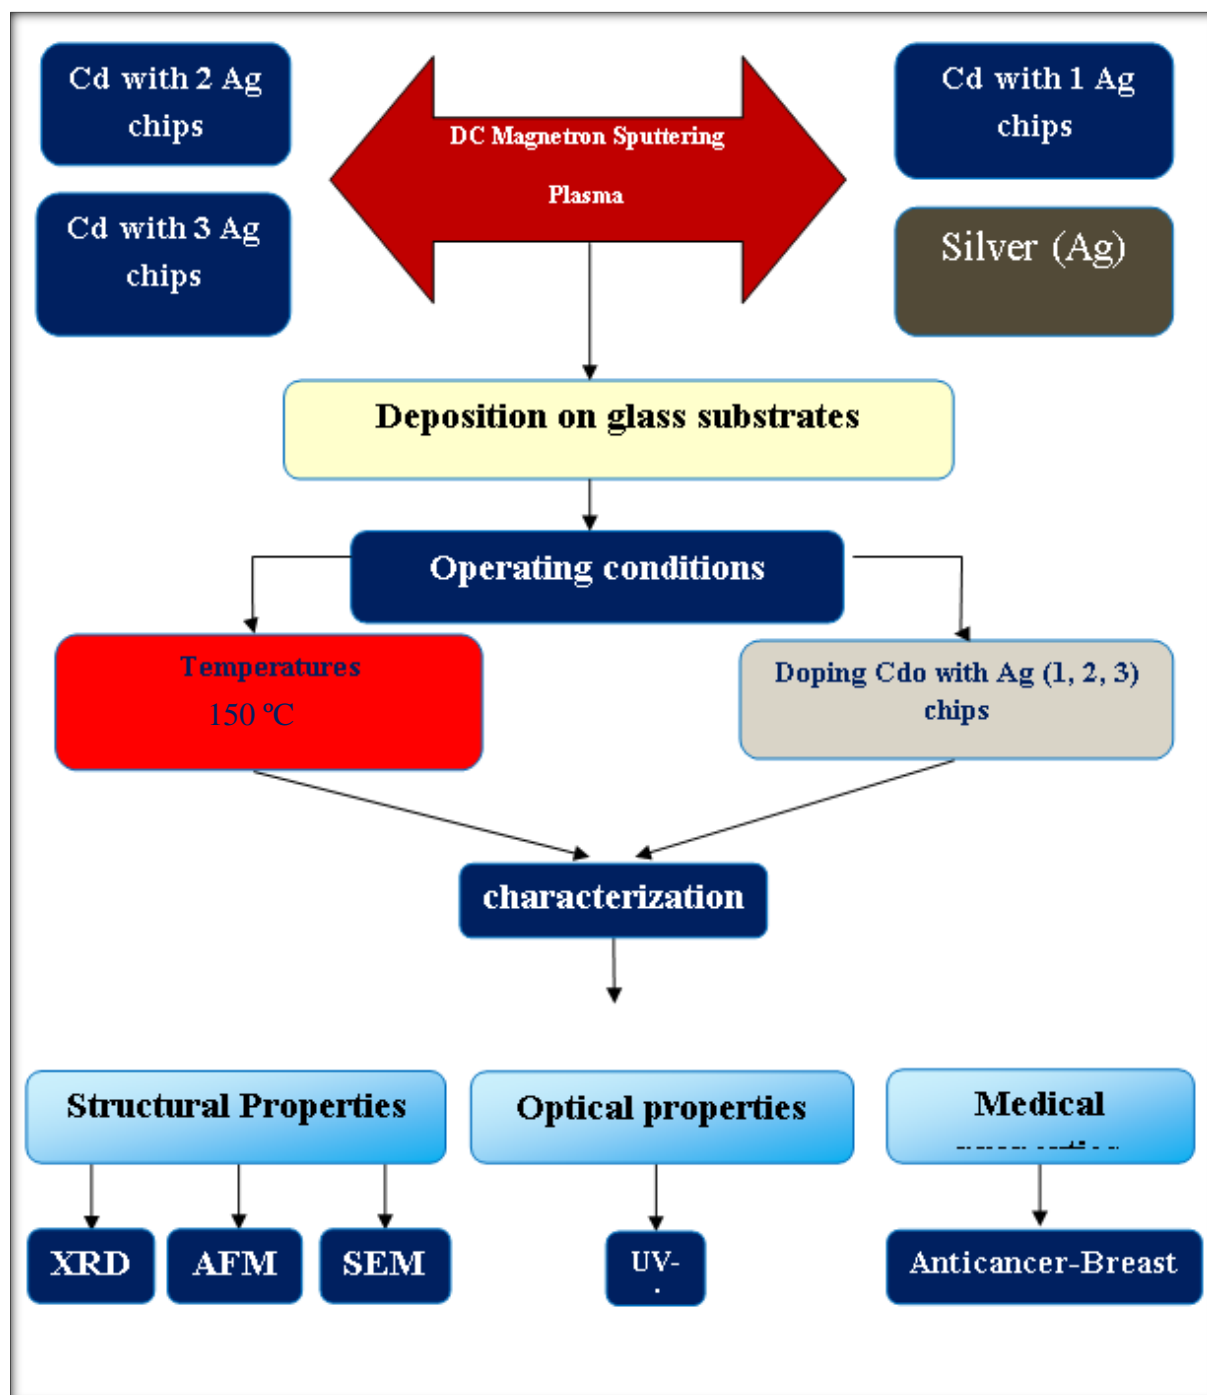 Cd with 2 Ag
chips
DC Magnetron Sputtering
Plasma
Cd with 1 Ag
chips
Cd with 3 Ag
chips
Silver (Ag)
Deposition on glass substrates
Operating conditions
Temperatures
150 ºC
Doping Cdo with Ag (1, 2, 3)
chips
characterization
Structural Properties
Optical properties
Medical
XRD
AFM
SEM
UV-
Anticancer-Breast